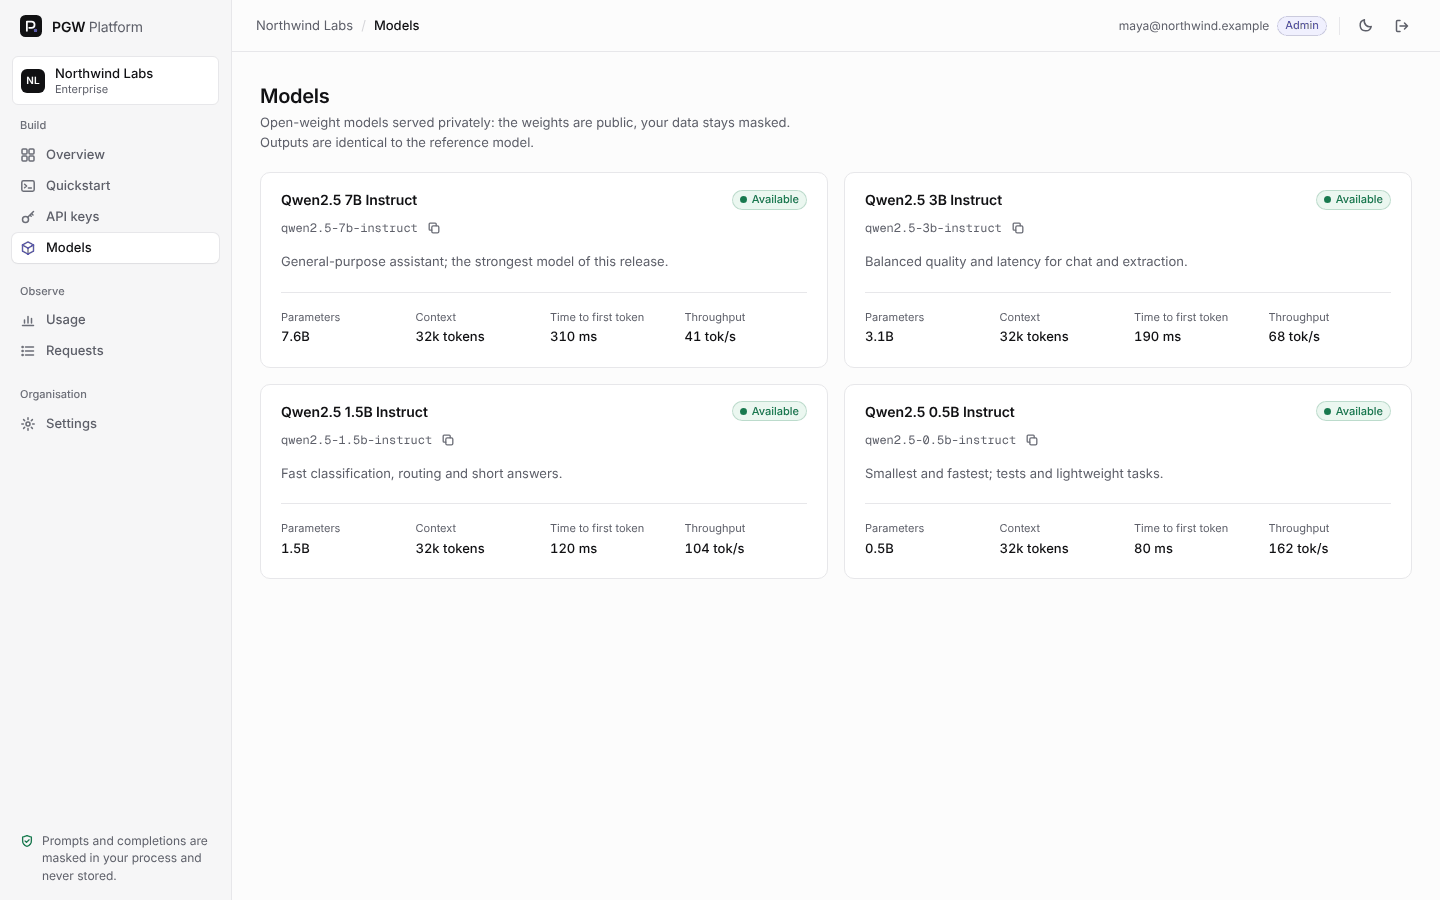 PGW Platform
NL
Northwind Labs
Enterprise
Build
Overview
Quickstart
API keys
Models
Observe
Usage
Requests
Organisation
Settings
Prompts and completions are
masked in your process and
never stored.
Northwind Labs / Models
maya@northwind.example
Admin
Models
Open-weight models served privately: the weights are public, your data stays masked.
Outputs are identical to the reference model.
Qwen2.5 7B Instruct
Available
qwen2.5-7b-instruct
General-purpose assistant; the strongest model of this release.
Parameters Context Time to first token Throughput
7.6B 32k tokens 310 ms 41 tok/s
Qwen2.5 3B Instruct
Available
qwen2.5-3b-instruct
Balanced quality and latency for chat and extraction.
Parameters Context Time to first token Throughput
3.1B 32k tokens 190 ms 68 tok/s
Qwen2.5 1.5B Instruct
Available
qwen2.5-1.5b-instruct
Fast classification, routing and short answers.
Parameters Context Time to first token Throughput
1.5B 32k tokens 120 ms 104 tok/s
Qwen2.5 0.5B Instruct
Available
qwen2.5-0.5b-instruct
Smallest and fastest; tests and lightweight tasks.
Parameters Context Time to first token Throughput
0.5B 32k tokens 80 ms 162 tok/s